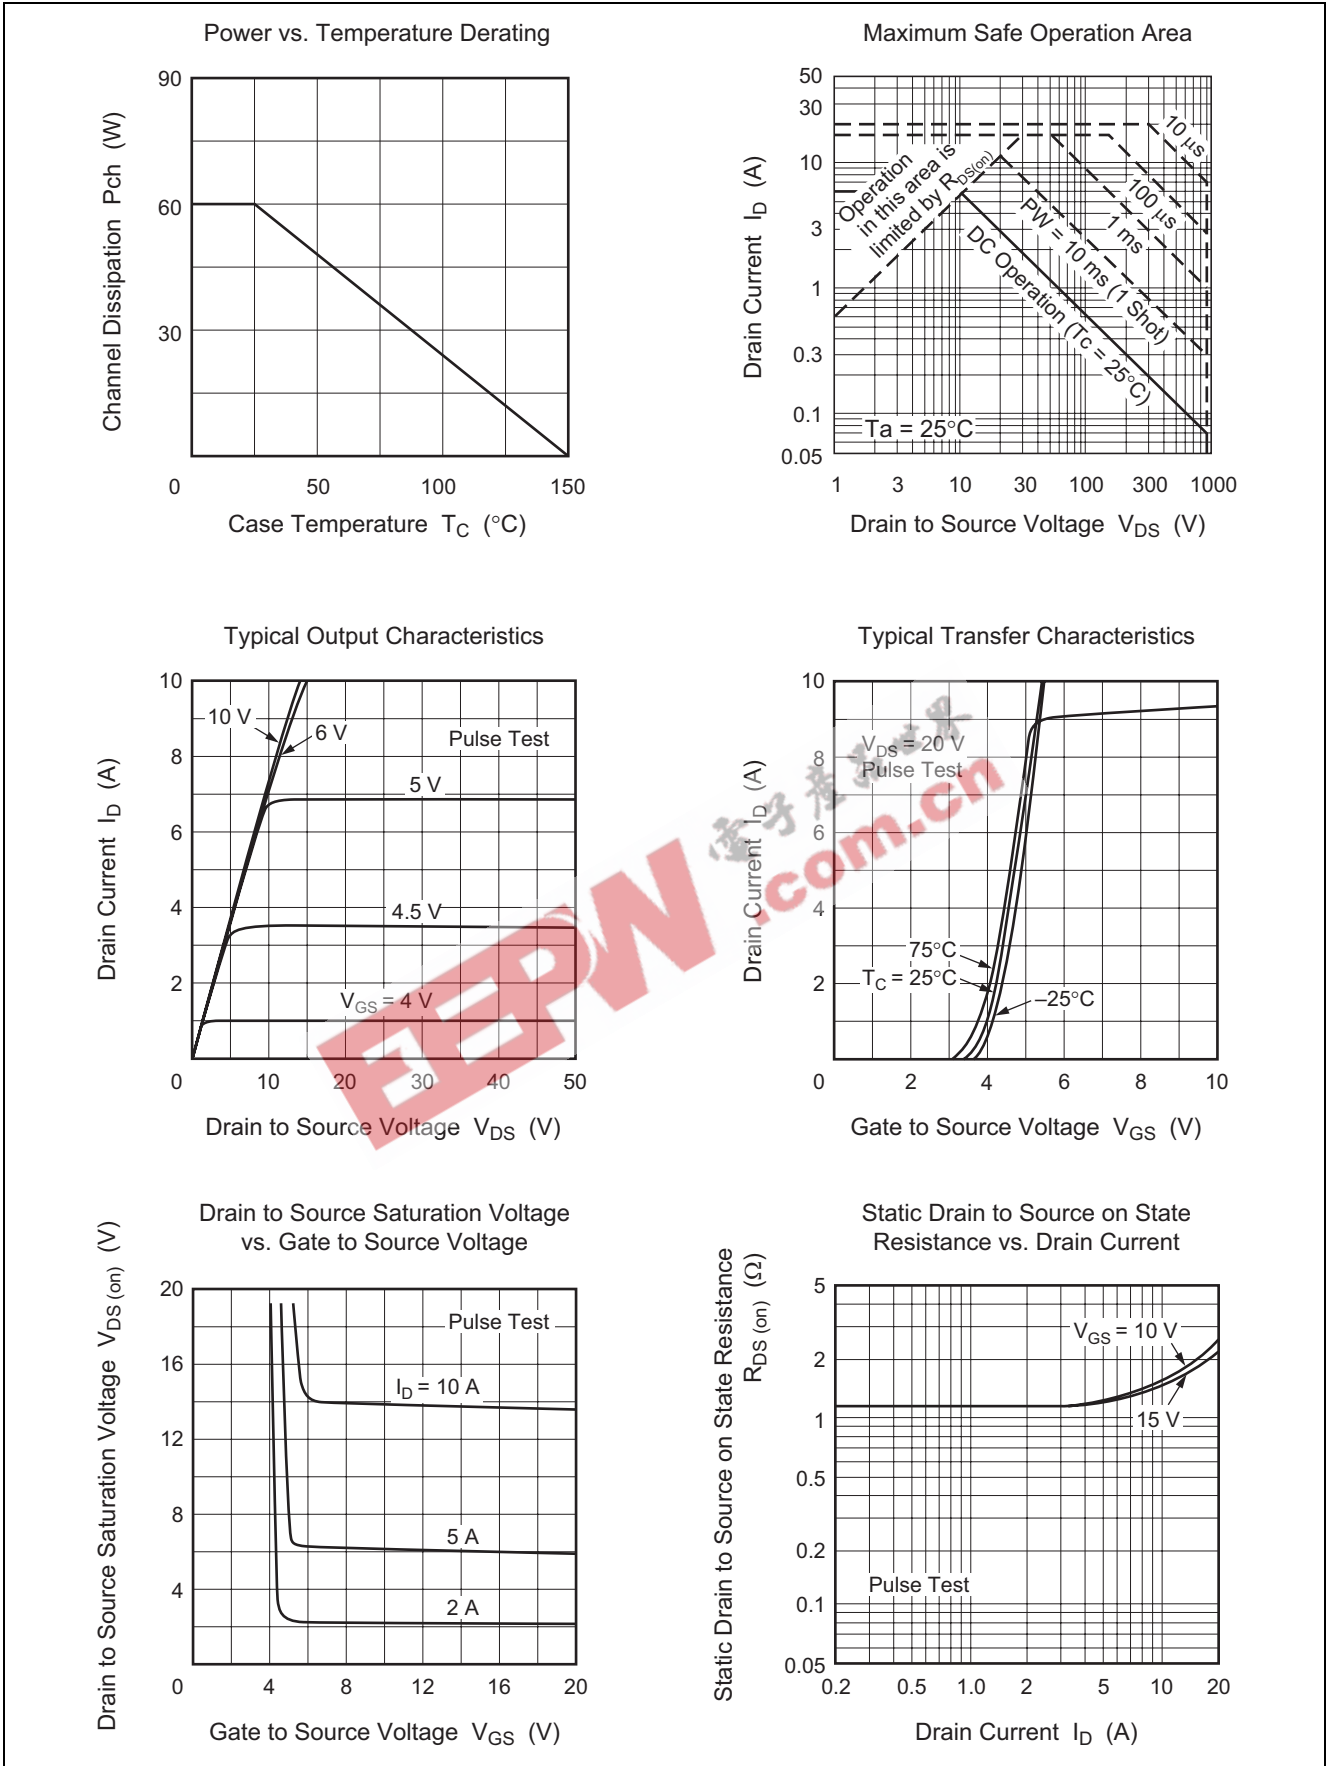 Power vs. Temperature Derating
Channel Dissipation Pch (W)
90
60
30
0
50
100
150
Case Temperature TC (°C)
Maximum Safe Operation Area
Drain Current ID (A)
50
30
10
3
1
0.3
0.1
0.05
Operation
in this area is
limited by RDS(on)
10 μs
100 μs
1 ms
PW = 10 ms (1 Shot)
DC Operation (Tc = 25°C)
Ta = 25°C
1
3
10
30
100
300
1000
Drain to Source Voltage VDS (V)
Typical Output Characteristics
Drain Current ID (A)
10
8
6
4
2
0
10 V
6 V
Pulse Test
5 V
4.5 V
VGS = 4 V
10
20
30
40
50
Drain to Source Voltage VDS (V)
Typical Transfer Characteristics
Drain Current ID (A)
10
8
6
4
2
0
VDS = 20 V
Pulse Test
75°C
TC = 25°C
–25°C
2
4
6
8
10
Gate to Source Voltage VGS (V)
EEPW
電子產品世界
.com.cn
Drain to Source Saturation Voltage
vs. Gate to Source Voltage
Drain to Source Saturation Voltage VDS (on) (V)
20
16
12
8
4
0
Pulse Test
ID = 10 A
5 A
2 A
4
8
12
16
20
Gate to Source Voltage VGS (V)
Static Drain to Source on State
Resistance vs. Drain Current
Static Drain to Source on State Resistance
RDS (on) (Ω)
5
2
1
0.5
0.2
0.1
0.05
VGS = 10 V
15 V
Pulse Test
0.2
0.5
1.0
2
5
10
20
Drain Current ID (A)